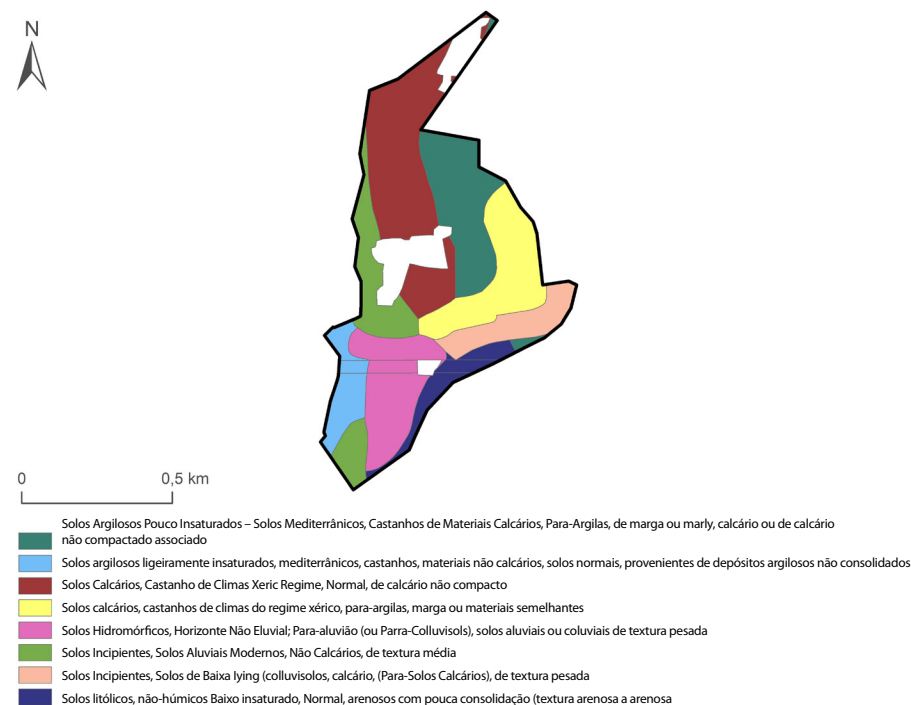 N
0 0,5 km
Solos Argilosos Pouco Insaturados – Solos Mediterrânicos, Castanhos de Materiais Calcários, Para-Argilas, de marga ou marly, calcário ou de calcário
não compactado associado
Solos argilosos ligeiramente insaturados, mediterrânicos, castanhos, materiais não calcários, solos normais, provenientes de depósitos argilosos não consolidados
Solos Calcários, Castanho de Climas Xeric Regime, Normal, de calcário não compacto
Solos calcários, castanhos de climas do regime xérico, para-argilas, marga ou materiais semelhantes
Solos Hidromórficos, Horizonte Não Eluvial; Para-aluvião (ou Parra-Colluvisols), solos aluviais ou coluviais de textura pesada
Solos Incipientes, Solos Aluviais Modernos, Não Calcários, de textura média
Solos Incipientes, Solos de Baixa Iying (colluvisolos, calcário, (Para-Solos Calcários), de textura pesada
Solos litólicos, não-húmicos Baixo insaturado, Normal, arenosos com pouca consolidação (textura arenosa a arenosa